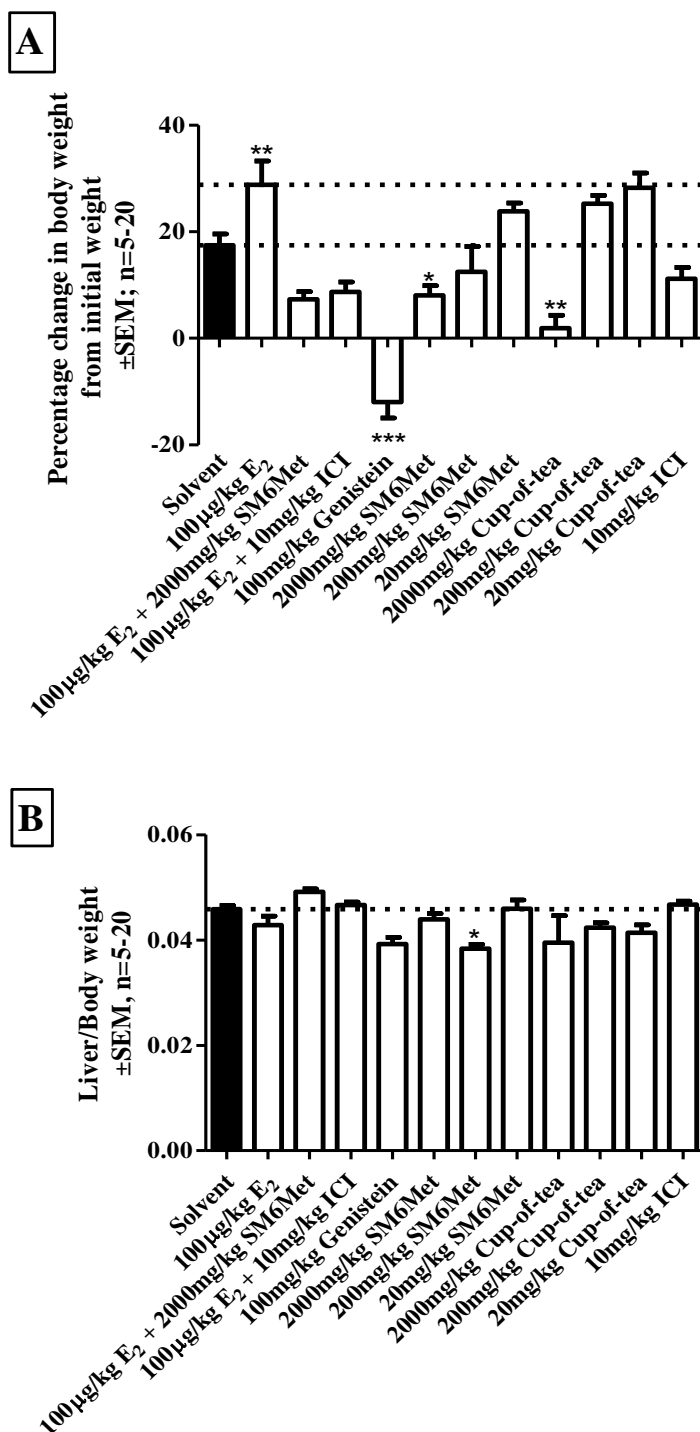 A
Percentage change in body weight
from initial weight
±SEM; n=5-20
40
20
0
-20
**
*
**
***
Solvent
100µg/kg E₂
100µg/kg E₂ + 2000mg/kg SM6Met
100µg/kg E₂ + 10mg/kg ICI
100mg/kg Genistein
2000mg/kg SM6Met
200mg/kg SM6Met
20mg/kg SM6Met
2000mg/kg Cup-of-tea
200mg/kg Cup-of-tea
20mg/kg Cup-of-tea
10mg/kg ICI
B
Liver/Body weight
±SEM, n=5-20
0.06
0.04
0.02
0.00
*
Solvent
100µg/kg E₂
100µg/kg E₂ + 2000mg/kg SM6Met
100µg/kg E₂ + 10mg/kg ICI
100mg/kg Genistein
2000mg/kg SM6Met
200mg/kg SM6Met
20mg/kg SM6Met
2000mg/kg Cup-of-tea
200mg/kg Cup-of-tea
20mg/kg Cup-of-tea
10mg/kg ICI